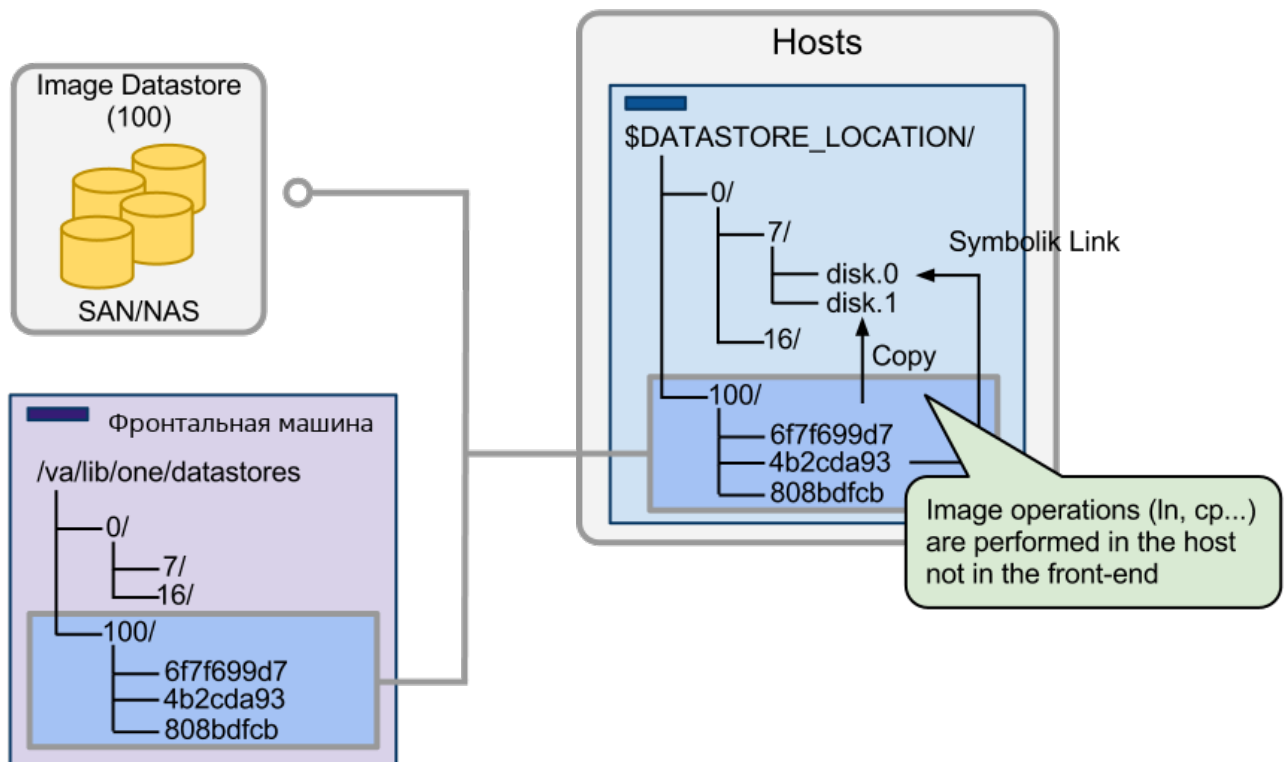 Image Datastore
(100)
SAN/NAS
Фронтальная машина
/va/lib/one/datastores
0/
7/
16/
100/
6f7f699d7
4b2cda93
808bdfcb
Hosts
$DATASTORE_LOCATION/
0/
7/
disk.0
disk.1
16/
Symbolik Link
Copy
100/
6f7f699d7
4b2cda93
808bdfcb
Image operations (ln, cp...)
are performed in the host
not in the front-end